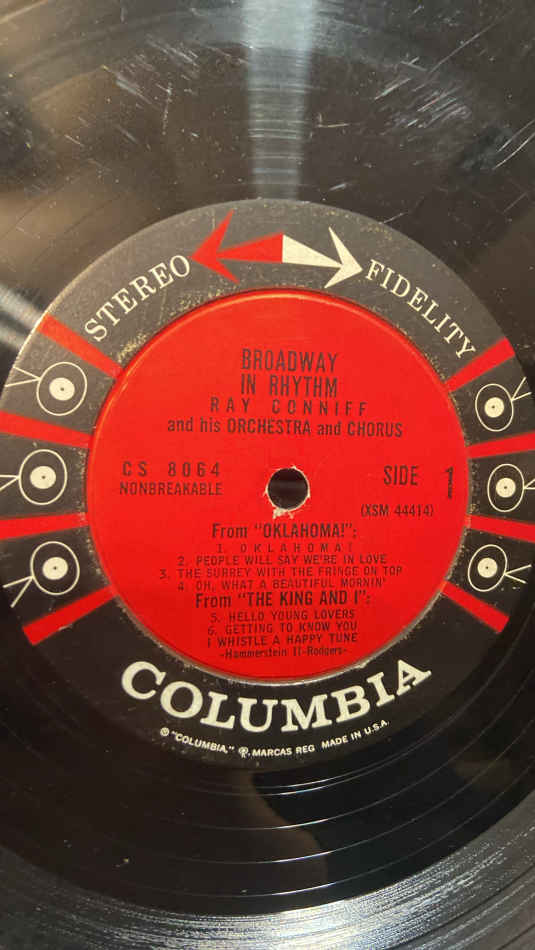 STEREO FIDELITY
BROADWAY
IN RHYTHM
RAY CONNIFF
and his ORCHESTRA and CHORUS
CS 8064
NONBREAKABLE
SIDE 1
(XSM 44414)
From "OKLAHOMA!":
1. OKLAHOMA!
2. PEOPLE WILL SAY WE'RE IN LOVE
3. THE SURREY WITH THE FRINGE ON TOP
4. OH, WHAT A BEAUTIFUL MORNIN'
From "THE KING AND I":
5. HELLO YOUNG LOVERS
6. GETTING TO KNOW YOU
I WHISTLE A HAPPY TUNE
-Hammerstein II-Rodgers-
COLUMBIA
® "COLUMBIA," ®, MARCAS REG MADE IN U.S.A.